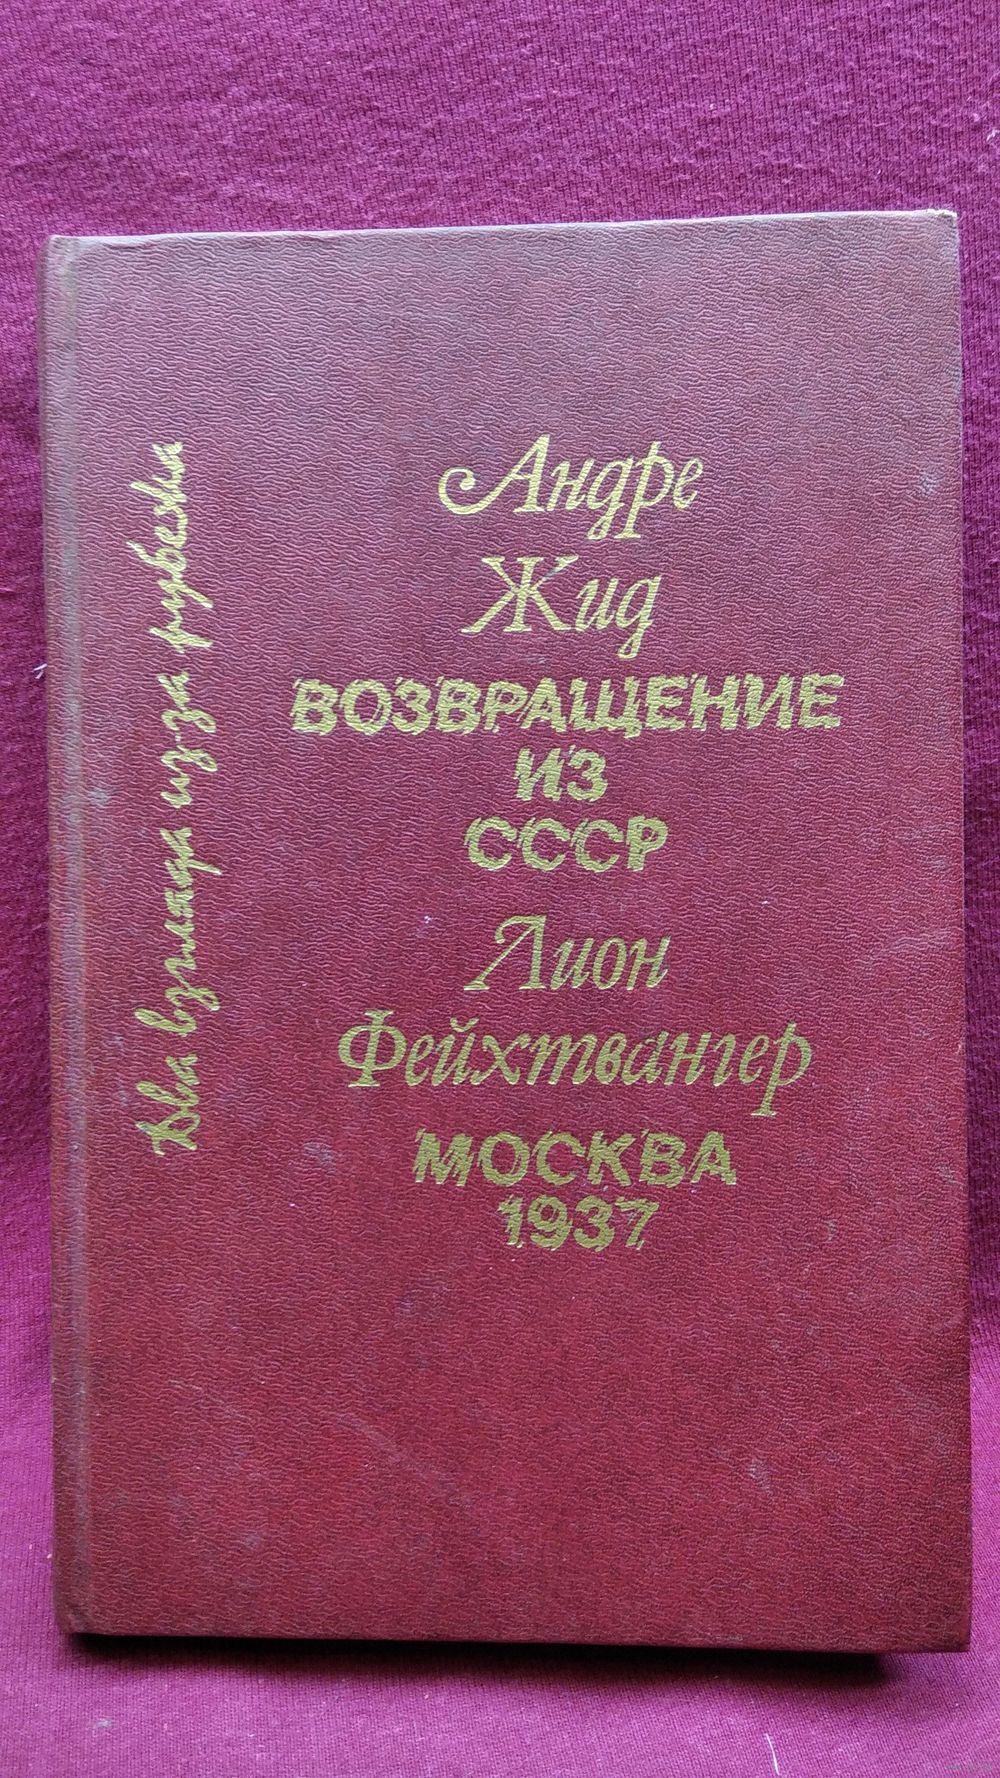 Два взгляда из-за рубежа
Андре
Жид
ВОЗВРАЩЕНИЕ
ИЗ
СССР
Лион
Фейхтвангер
МОСКВА
1937